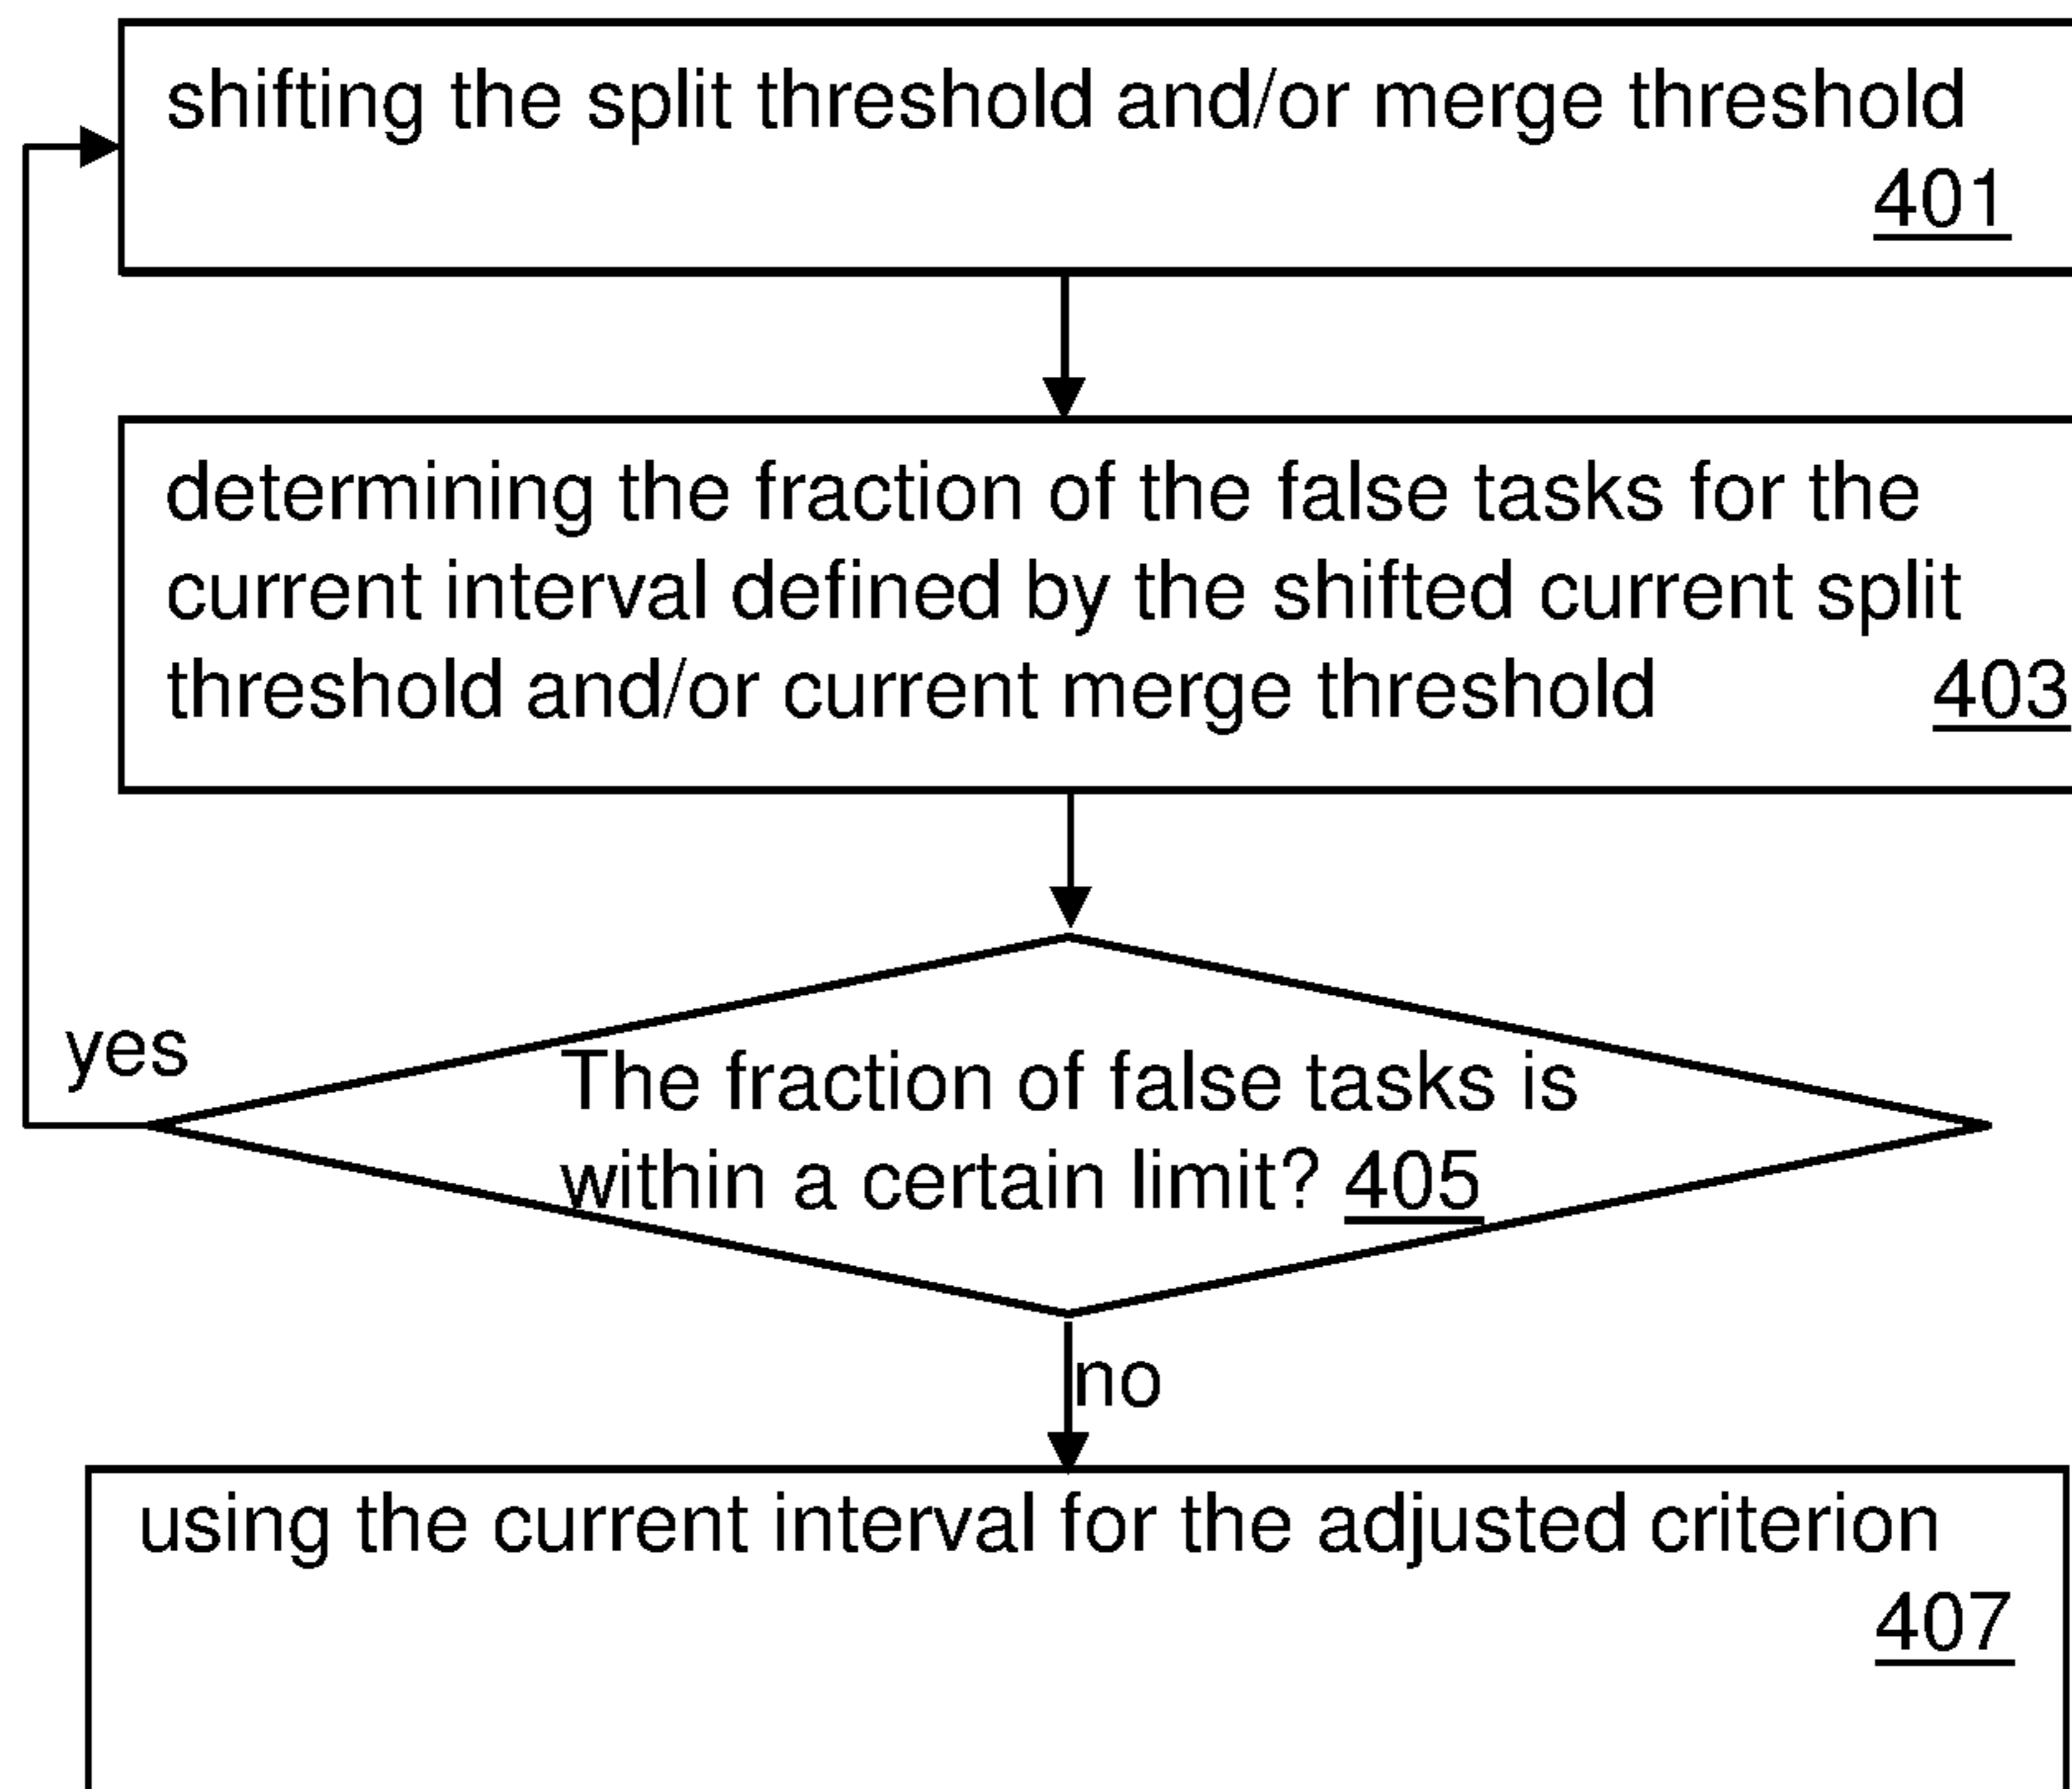 shifting the split threshold and/or merge threshold
401
determining the fraction of the false tasks for the
current interval defined by the shifted current split
threshold and/or current merge threshold 403
yes
The fraction of false tasks is
within a certain limit? 405
no
using the current interval for the adjusted criterion
407